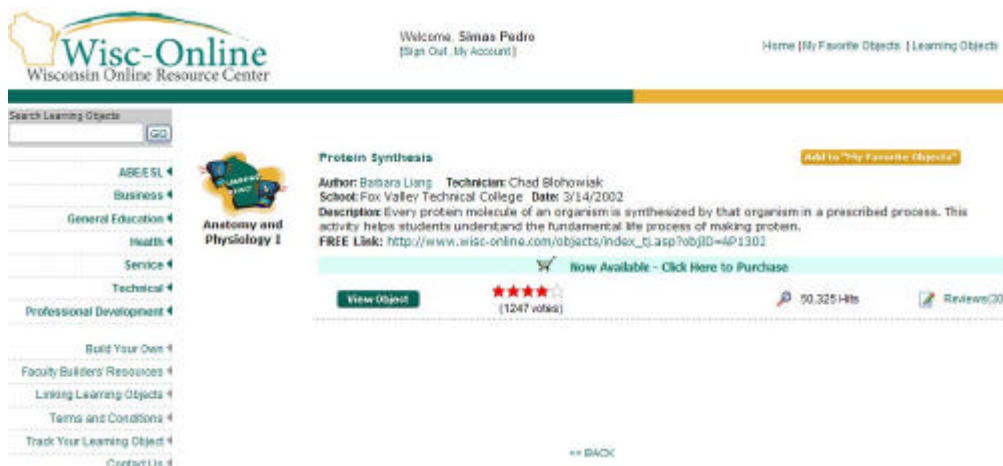 Wisc-Online
Wisconsin Online Resource Center
Welcome, Simas Pedro
[Sign Out, My Account]
Home | My Favorite Objects | Learning Objects
Search Learning Objects
GO
ABE/ESL
Business
General Education
Health
Service
Technical
Professional Development
Build Your Own
Faculty Builders' Resources
Linking Learning Objects
Terms and Conditions
Track Your Learning Object
Contact Us
Anatomy and
Physiology I
Protein Synthesis
Add to "My Favorite Objects"
Author: Barbara Liang Technician: Chad Blohowiak
School: Fox Valley Technical College Date: 3/14/2002
Description: Every protein molecule of an organism is synthesized by that organism in a prescribed process. This
activity helps students understand the fundamental life process of making protein.
FREE Link: http://www.wisc-online.com/objects/index_tj.asp?objID=AP1302
Now Available - Click Here to Purchase
View Object
(1247 votes)
50,325 Hits
Reviews(30
<< BACK